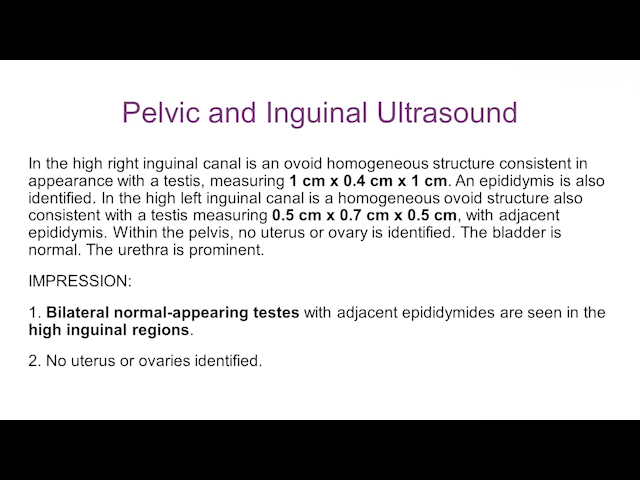 Pelvic and Inguinal Ultrasound
In the high right inguinal canal is an ovoid homogeneous structure consistent in
appearance with a testis, measuring 1 cm x 0.4 cm x 1 cm. An epididymis is also
identified. In the high left inguinal canal is a homogeneous ovoid structure also
consistent with a testis measuring 0.5 cm x 0.7 cm x 0.5 cm, with adjacent
epididymis. Within the pelvis, no uterus or ovary is identified. The bladder is
normal. The urethra is prominent.
IMPRESSION:
1. Bilateral normal-appearing testes with adjacent epididymides are seen in the
high inguinal regions.
2. No uterus or ovaries identified.